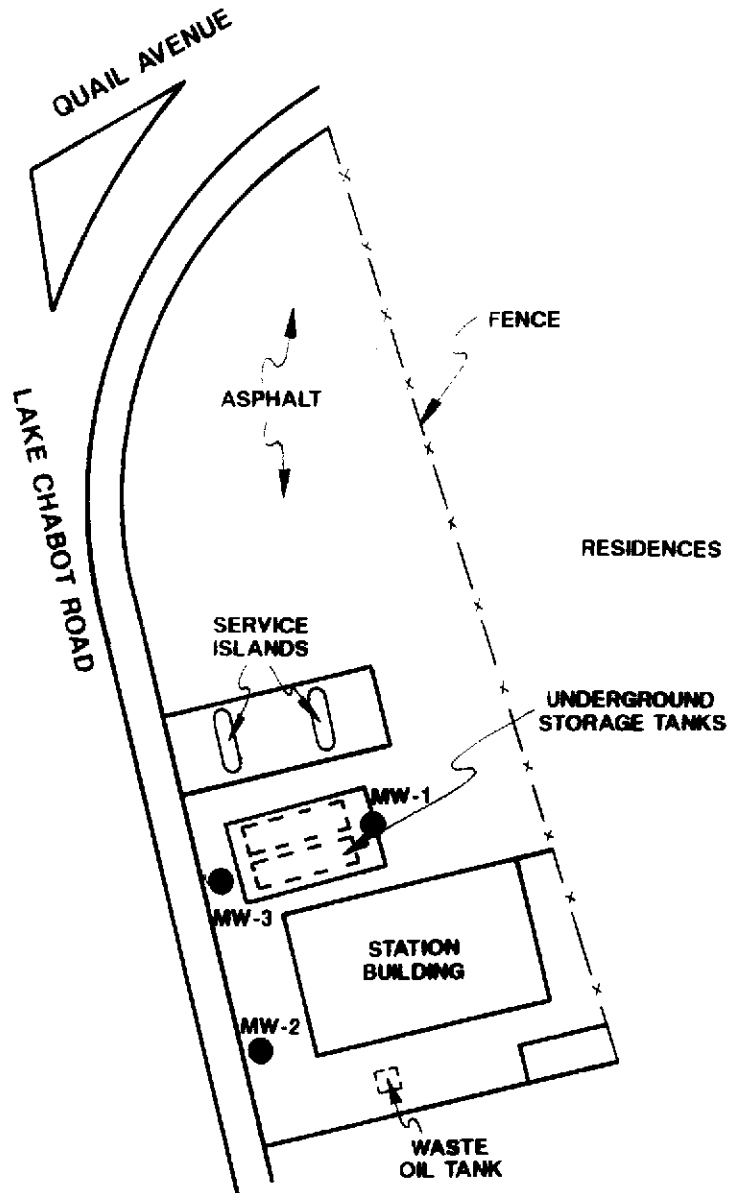 QUAIL AVENUE
FENCE
ASPHALT
LAKE CHABOT ROAD
RESIDENCES
SERVICE
ISLANDS
UNDERGROUND
STORAGE TANKS
MW-1
MW-3
STATION
BUILDING
MW-2
WASTE
OIL TANK